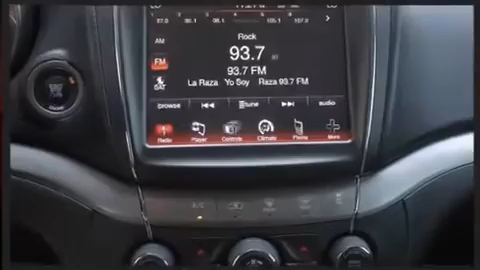 AM
FM
SAT
Rock
93.7
93.7 FM
La Raza Yo Soy Raza 93.7 FM
browse tune audio
Radio Player Controls Climate Phone More